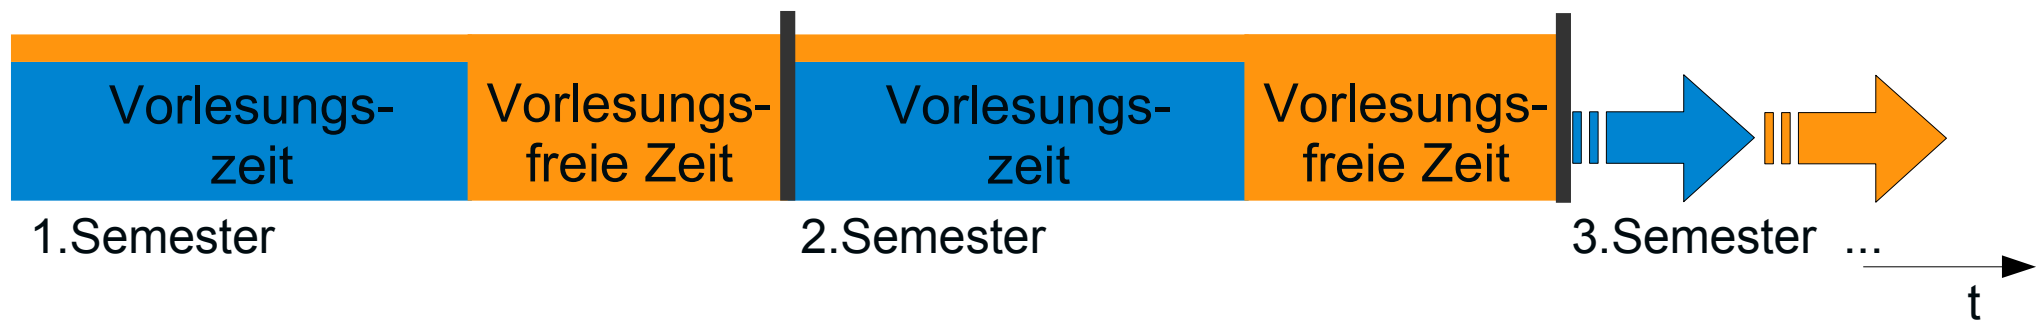 Vorlesungs-
zeit
Vorlesungs-
freie Zeit
Vorlesungs-
zeit
Vorlesungs-
freie Zeit
1.Semester
2.Semester
3.Semester ...
t